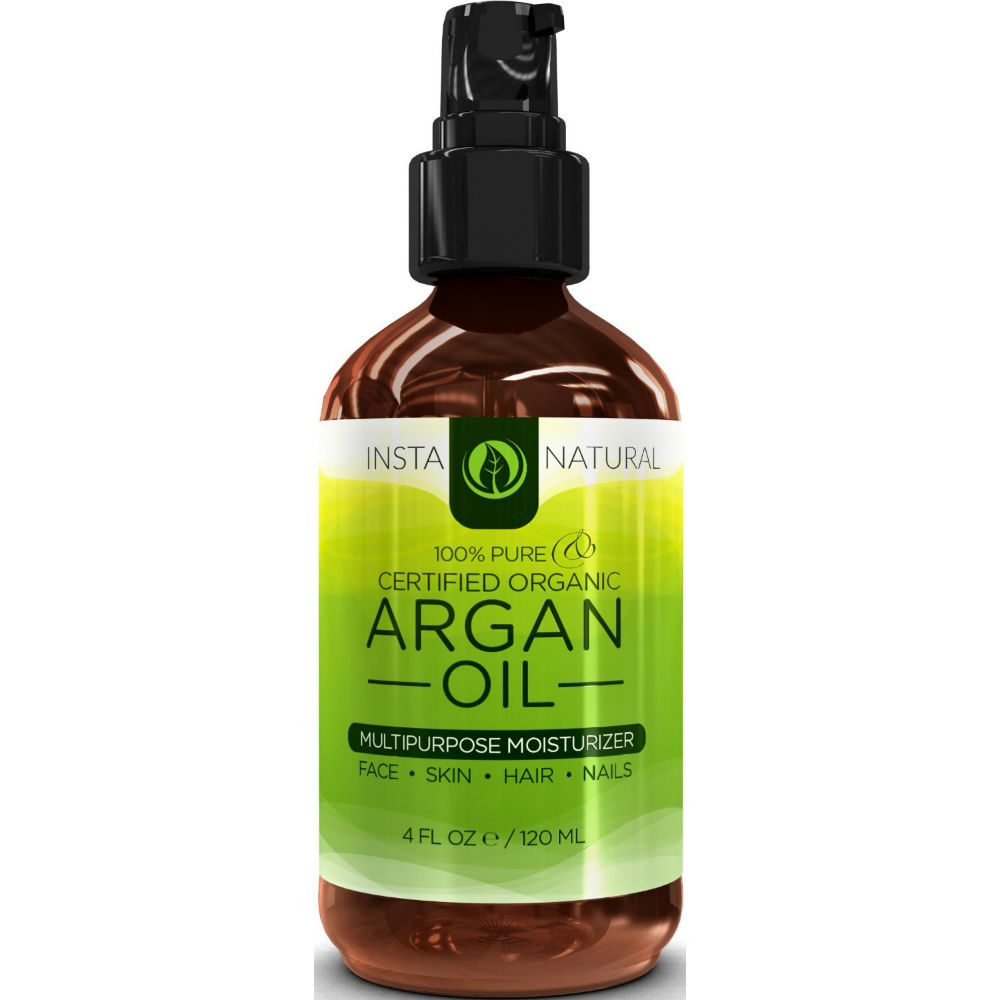 INSTA NATURAL
100% PURE &
CERTIFIED ORGANIC
ARGAN
OIL
MULTIPURPOSE MOISTURIZER
FACE • SKIN • HAIR • NAILS
4 FL OZ ℮ / 120 ML